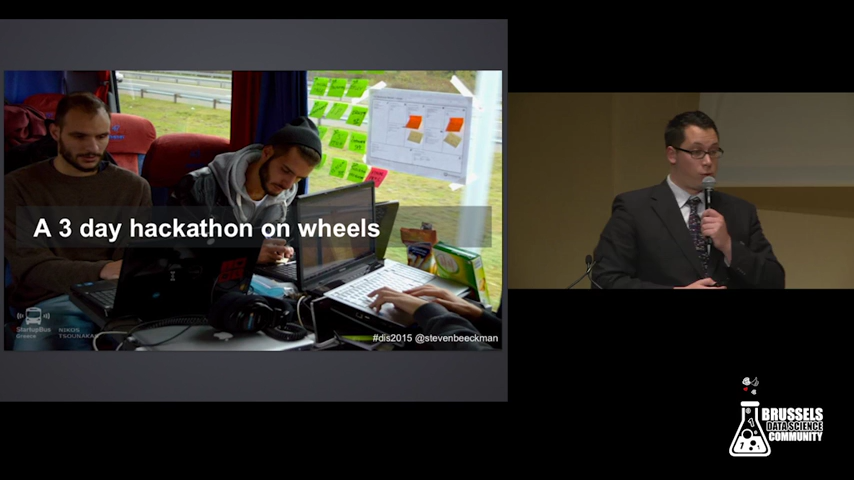 A 3 day hackathon on wheels
StartupBus
Greece
NIKOS
TSOUNAKAS
#dis2015 @stevenbeeckman
BRUSSELS
DATA SCIENCE
COMMUNITY